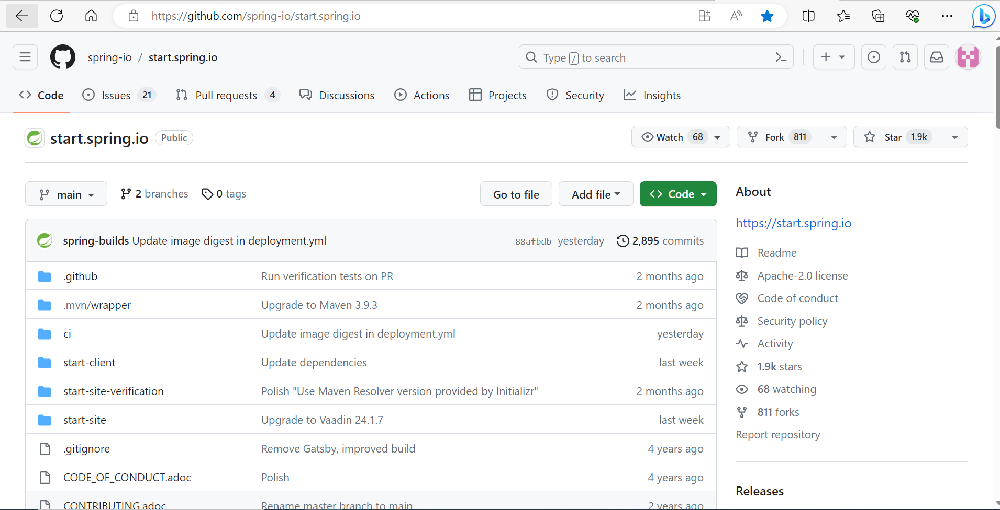 https://github.com/spring-io/start.spring.io
spring-io / start.spring.io
Type / to search
Code
Issues 21
Pull requests 4
Discussions
Actions
Projects
Security
Insights
start.spring.io Public
Watch 68
Fork 811
Star 1.9k
main
2 branches
0 tags
Go to file
Add file
Code
spring-builds Update image digest in deployment.yml 88afbdb yesterday 2,895 commits
.github Run verification tests on PR 2 months ago
.mvn/wrapper Upgrade to Maven 3.9.3 2 months ago
ci Update image digest in deployment.yml yesterday
start-client Update dependencies last week
start-site-verification Polish "Use Maven Resolver version provided by Initializr" 2 months ago
start-site Upgrade to Vaadin 24.1.7 last week
.gitignore Remove Gatsby, improved build 4 years ago
CODE_OF_CONDUCT.adoc Polish 4 years ago
CONTRIBUTING.adoc Rename master branch to main 2 years ago
About
https://start.spring.io
Readme
Apache-2.0 license
Code of conduct
Security policy
Activity
1.9k stars
68 watching
811 forks
Report repository
Releases